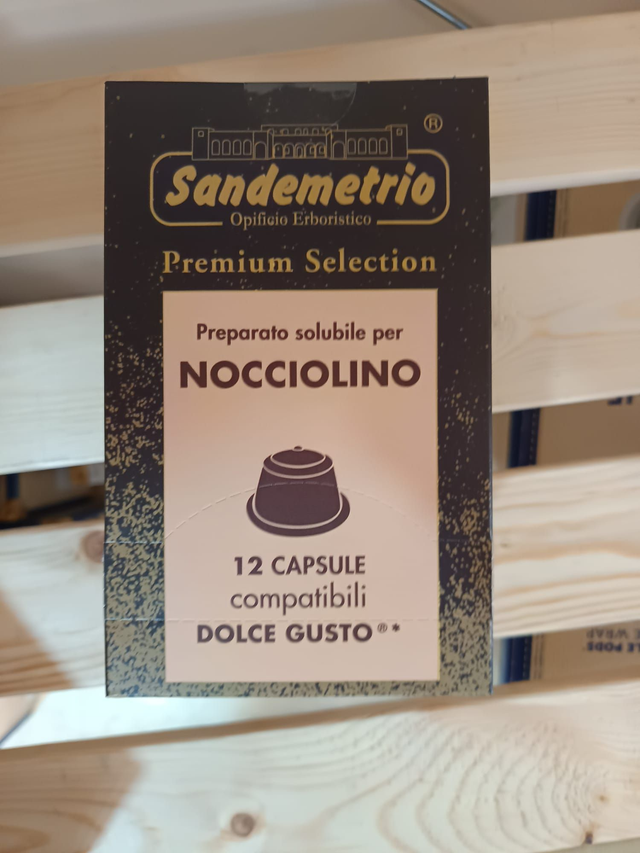 ®
Sandemetrio
Opificio Erboristico
Premium Selection
Preparato solubile per
NOCCIOLINO
12 CAPSULE
compatibili
DOLCE GUSTO®*